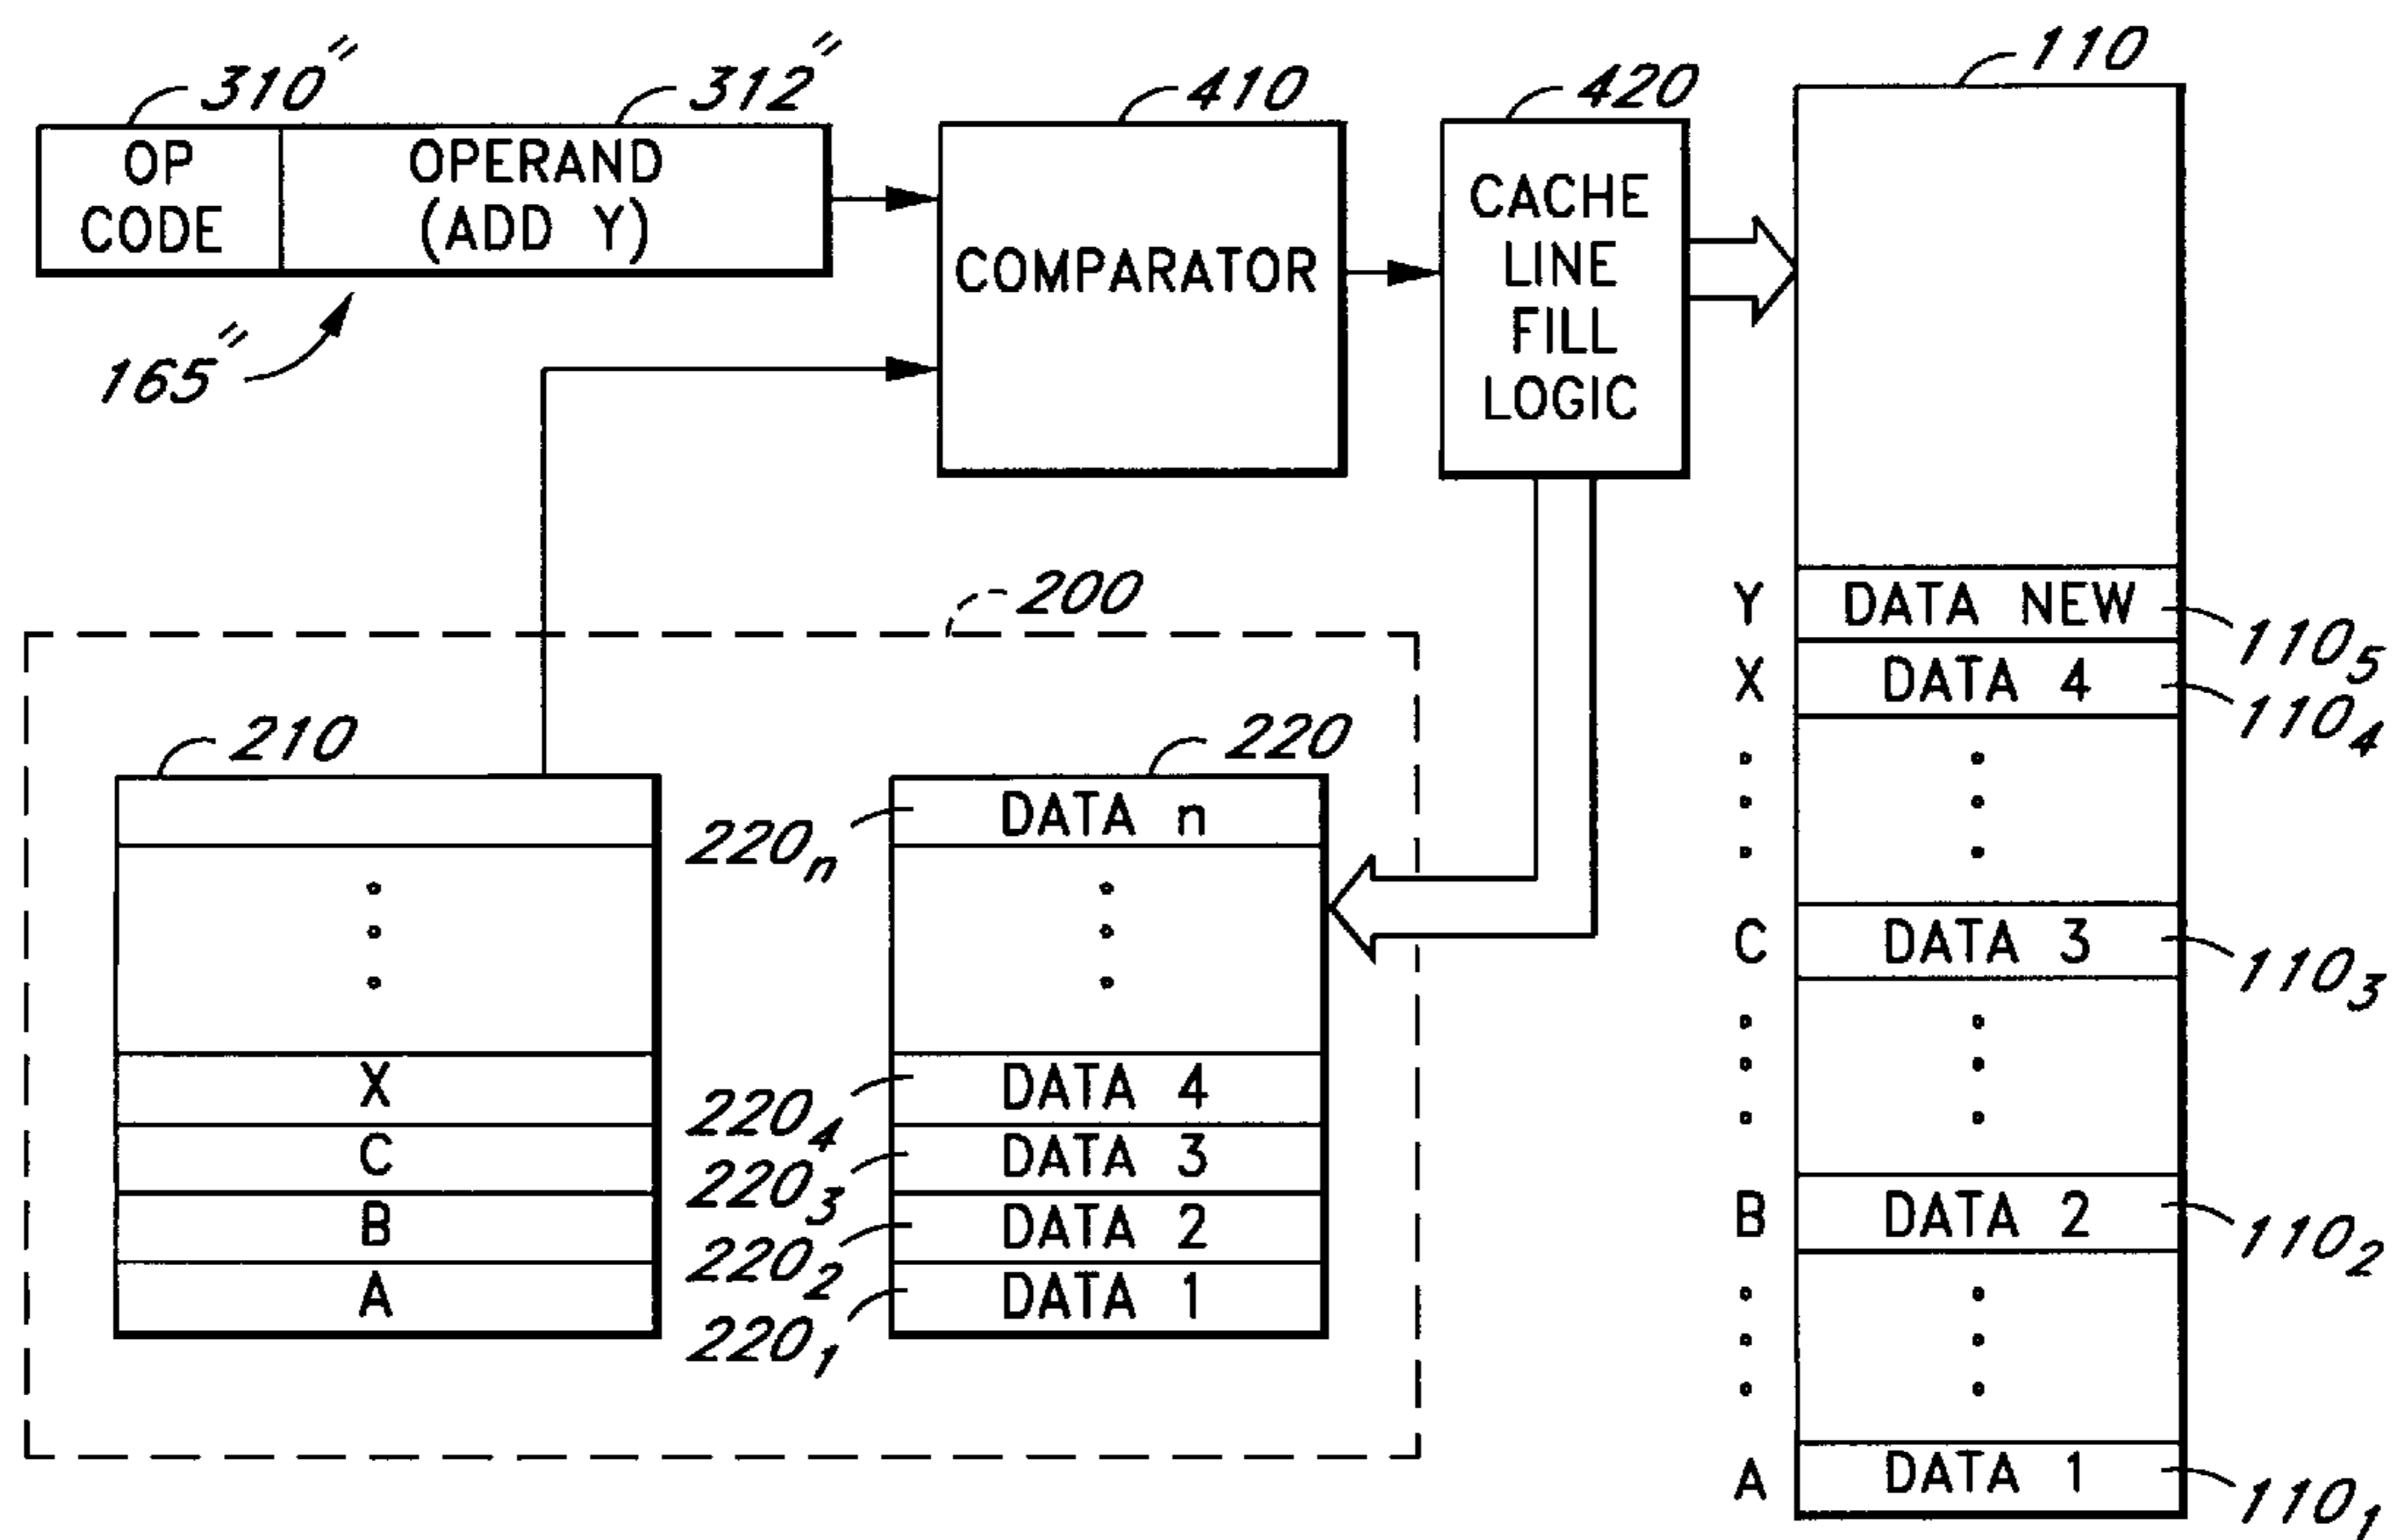 310"
312"
410
420
110
OP
CODE
OPERAND
(ADD Y)
COMPARATOR
CACHE
LINE
FILL
LOGIC
165"
200
Y DATA NEW 110₅
X DATA 4 110₄
C DATA 3 110₃
B DATA 2 110₂
A DATA 1 110₁
210
X
C
B
A
220
220ₙ DATA n
220₄ DATA 4
220₃ DATA 3
220₂ DATA 2
220₁ DATA 1